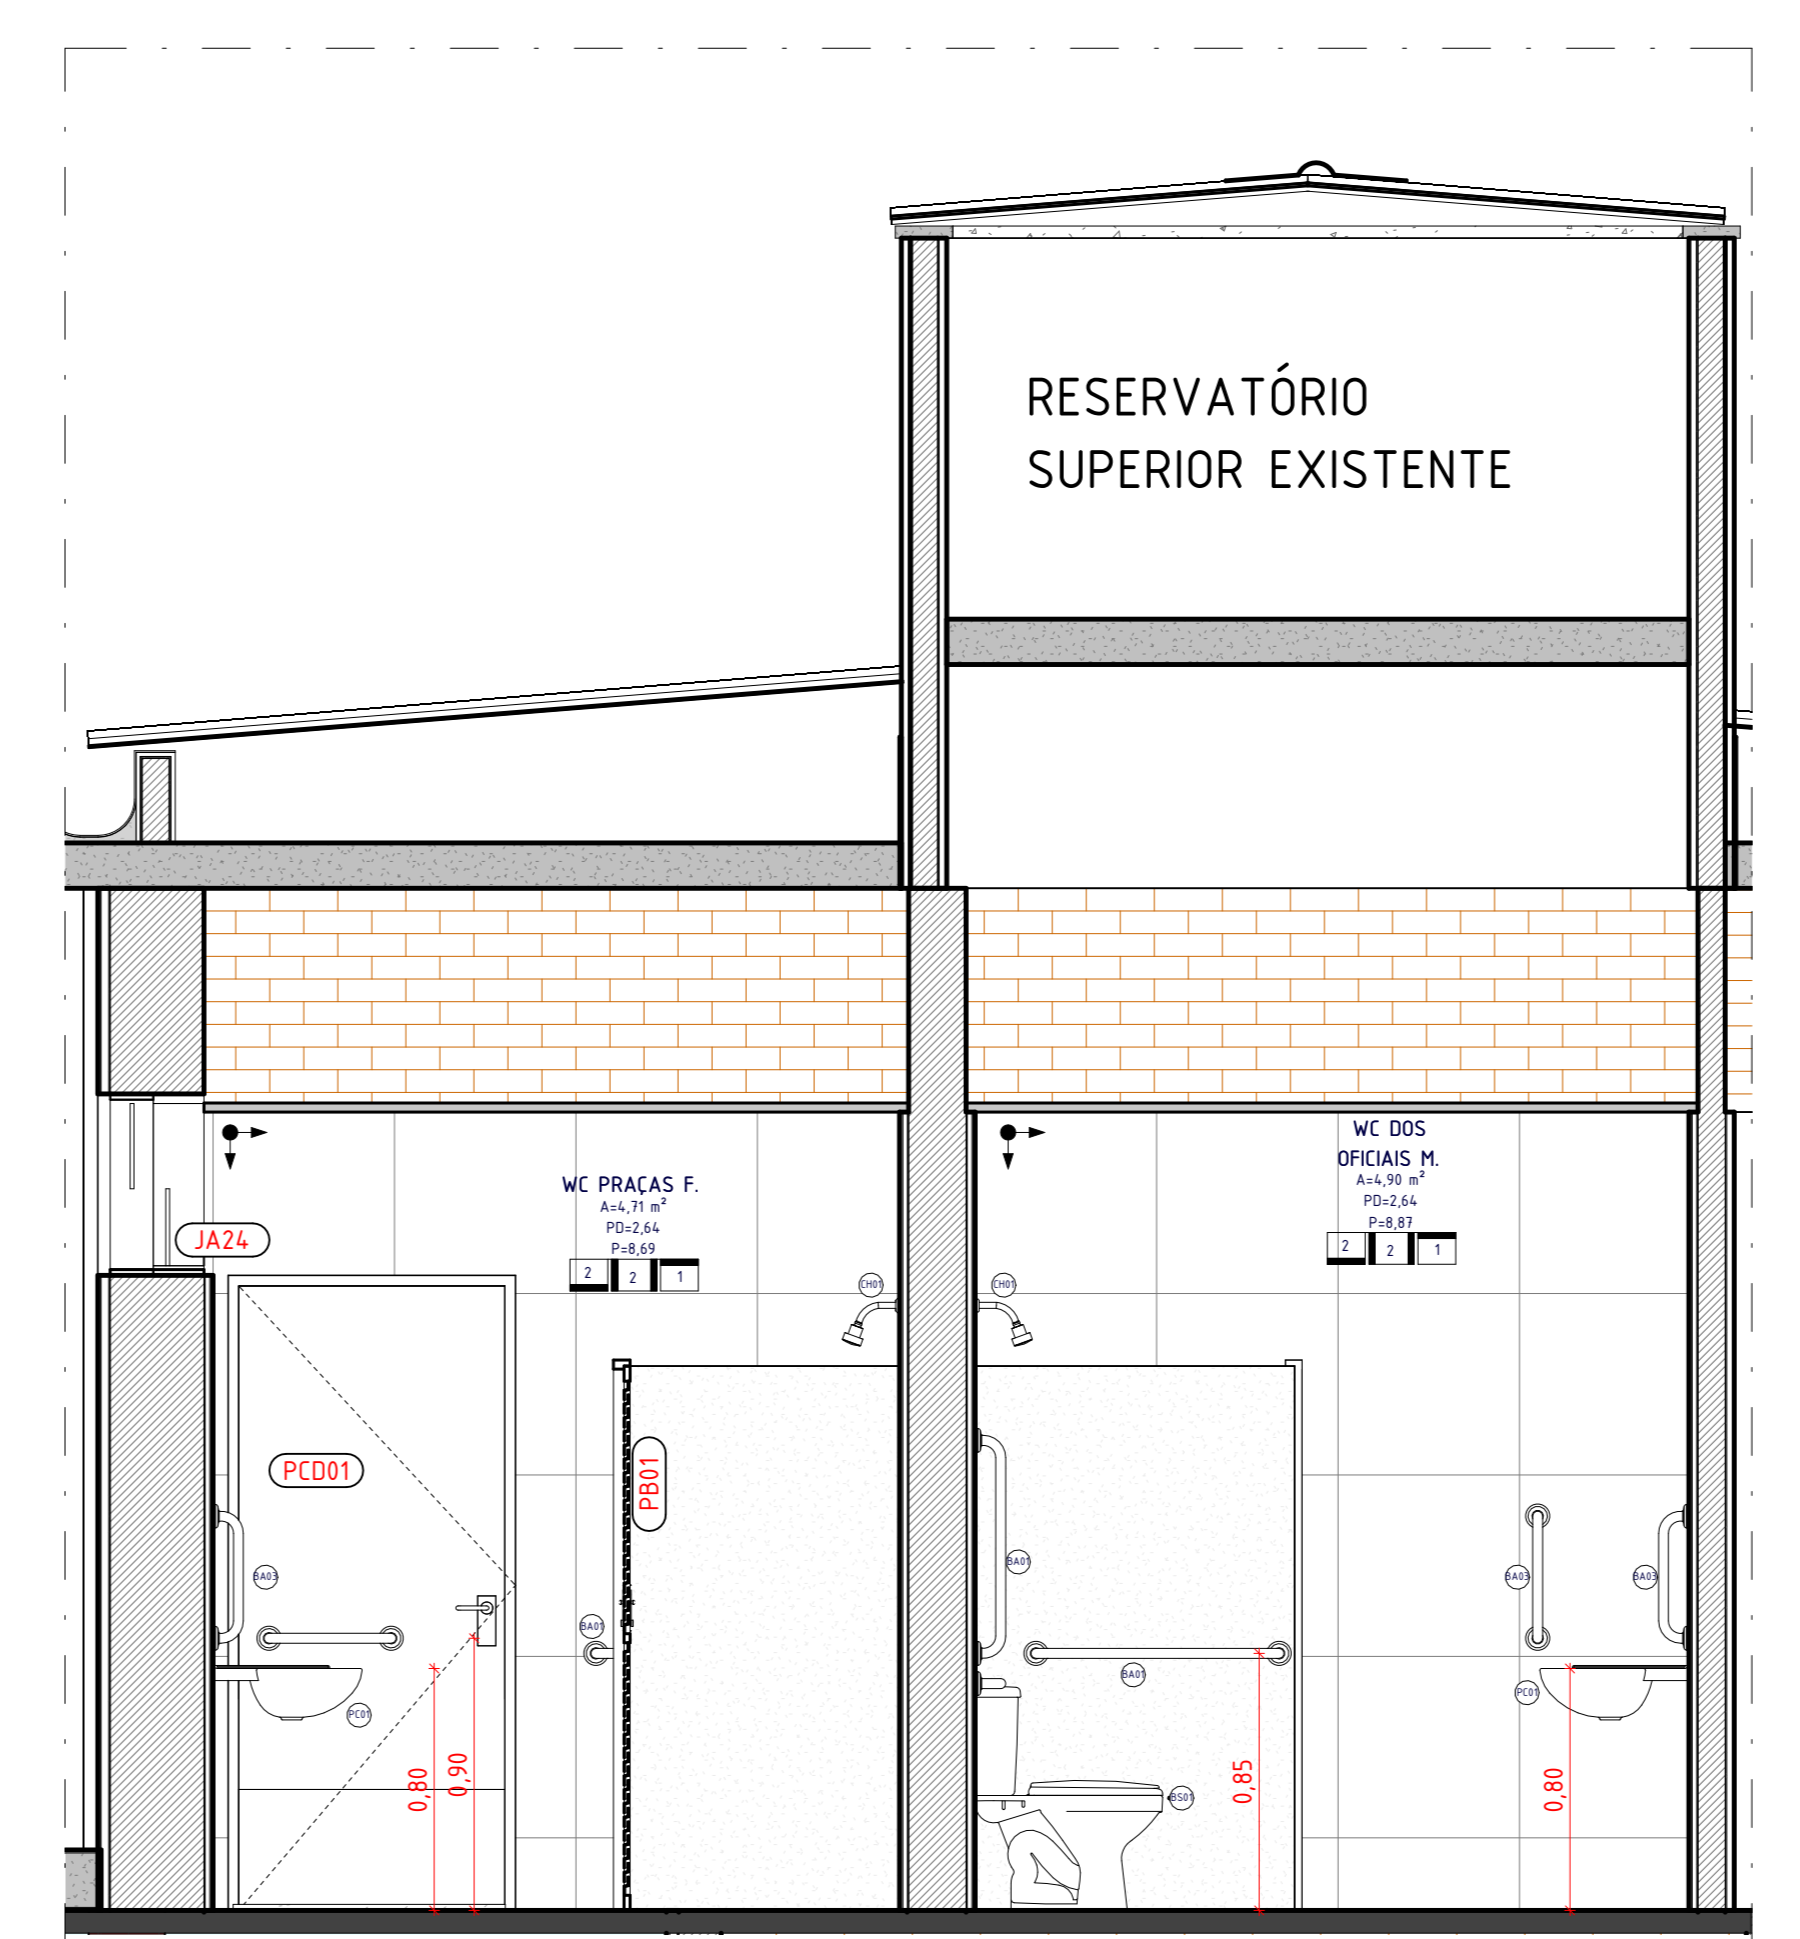 RESERVATÓRIO
SUPERIOR EXISTENTE
WC PRAÇAS F.
A=4,71 m²
PD=2,64
P=8,69
2 2 1
WC DOS
OFICIAIS M.
A=4,90 m²
PD=2,64
P=8,87
2 2 1
JA24
CH01
CH01
PCD01
PB01
BA03
BA01
PC01
0,80
0,90
BA01
BA01
BS01
0,85
BA03
BA03
PC01
0,80